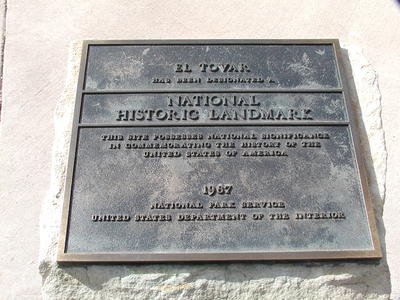 EL TOVAR
HAS BEEN DESIGNATED A
NATIONAL
HISTORIC LANDMARK
THIS SITE POSSESSES NATIONAL SIGNIFICANCE
IN COMMEMORATING THE HISTORY OF THE
UNITED STATES OF AMERICA
1987
NATIONAL PARK SERVICE
UNITED STATES DEPARTMENT OF THE INTERIOR